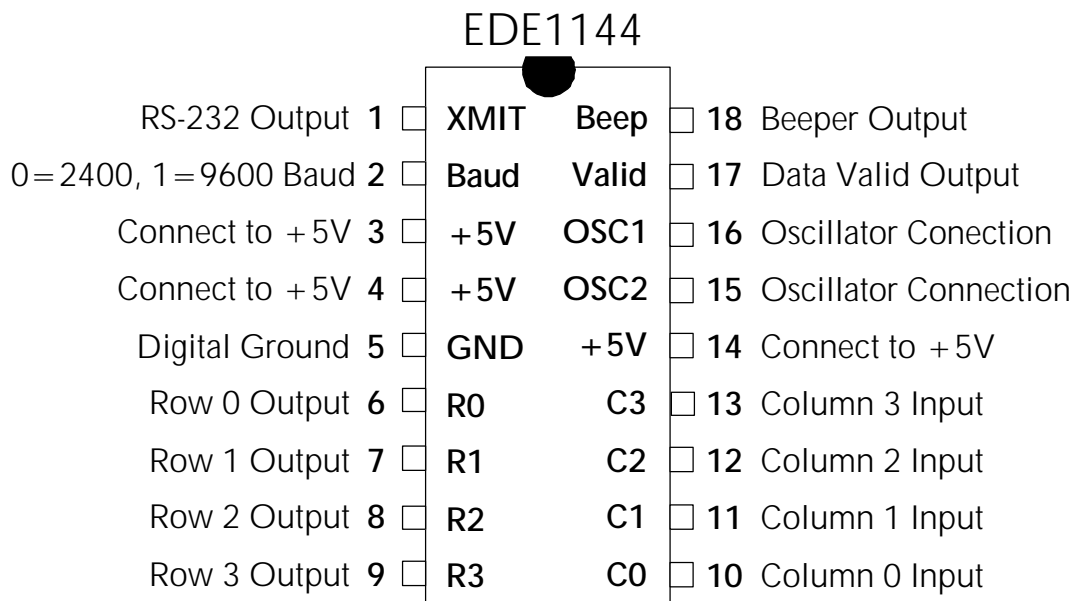 EDE1144
RS-232 Output 1 XMIT Beep 18 Beeper Output
0=2400, 1=9600 Baud 2 Baud Valid 17 Data Valid Output
Connect to +5V 3 +5V OSC1 16 Oscillator Conection
Connect to +5V 4 +5V OSC2 15 Oscillator Connection
Digital Ground 5 GND +5V 14 Connect to +5V
Row 0 Output 6 R0 C3 13 Column 3 Input
Row 1 Output 7 R1 C2 12 Column 2 Input
Row 2 Output 8 R2 C1 11 Column 1 Input
Row 3 Output 9 R3 C0 10 Column 0 Input